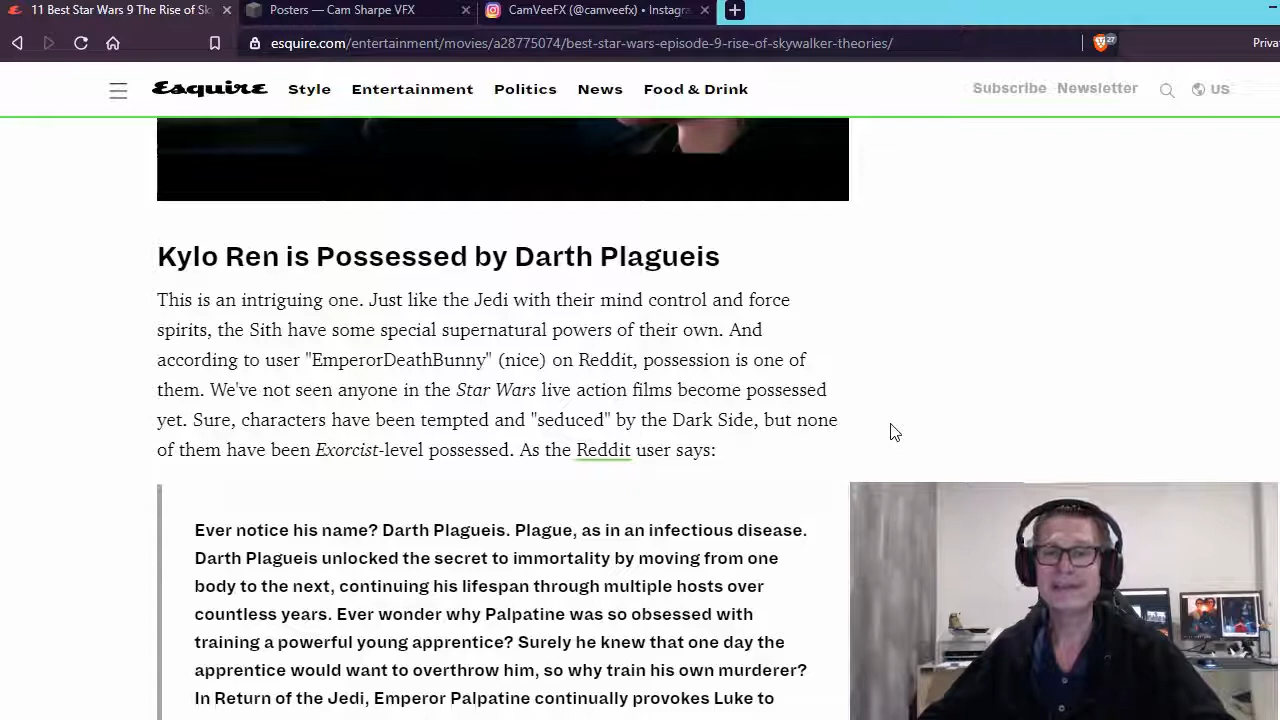 11 Best Star Wars 9 The Rise of Sk
Posters — Cam Sharpe VFX
CamVeeFX (@camveefx) • Instagra
esquire.com/entertainment/movies/a28775074/best-star-wars-episode-9-rise-of-skywalker-theories/
27
Priva
Esquire
Style
Entertainment
Politics
News
Food & Drink
Subscribe
Newsletter
US
Kylo Ren is Possessed by Darth Plagueis
This is an intriguing one. Just like the Jedi with their mind control and force
spirits, the Sith have some special supernatural powers of their own. And
according to user "EmperorDeathBunny" (nice) on Reddit, possession is one of
them. We've not seen anyone in the Star Wars live action films become possessed
yet. Sure, characters have been tempted and "seduced" by the Dark Side, but none
of them have been Exorcist-level possessed. As the Reddit user says:
Ever notice his name? Darth Plagueis. Plague, as in an infectious disease.
Darth Plagueis unlocked the secret to immortality by moving from one
body to the next, continuing his lifespan through multiple hosts over
countless years. Ever wonder why Palpatine was so obsessed with
training a powerful young apprentice? Surely he knew that one day the
apprentice would want to overthrow him, so why train his own murderer?
In Return of the Jedi, Emperor Palpatine continually provokes Luke to